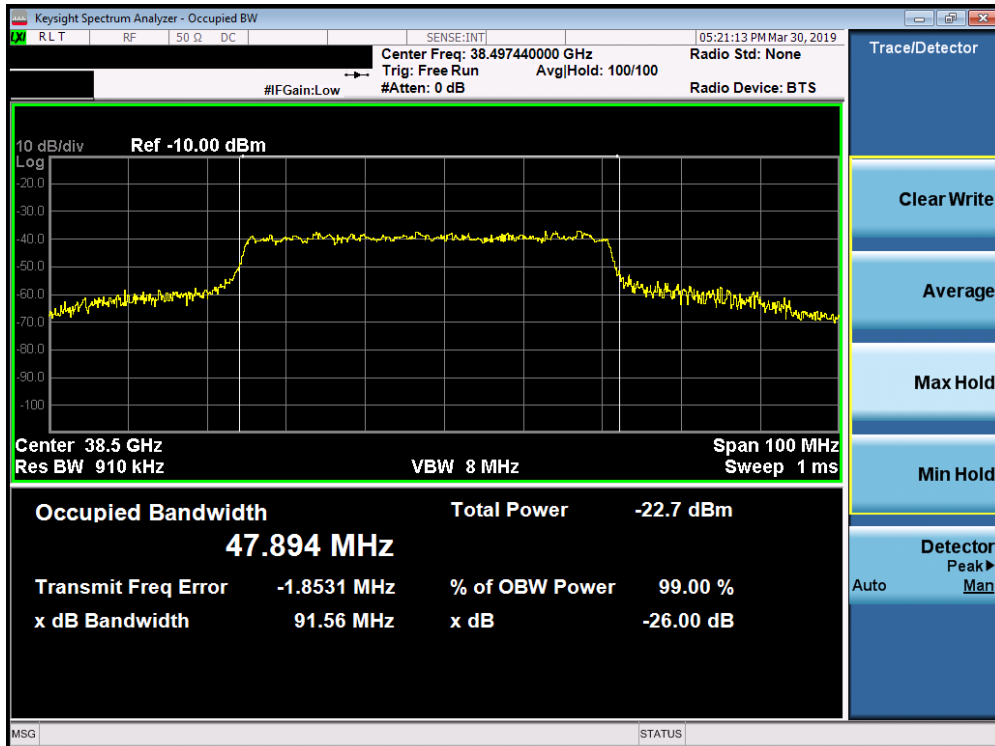 Keysight Spectrum Analyzer - Occupied BW
LXI RLT RF 50 Ω DC SENSE:INT 05:21:13 PM Mar 30, 2019
Center Freq: 38.497440000 GHz Radio Std: None
Trig: Free Run Avg|Hold: 100/100
#IFGain:Low #Atten: 0 dB Radio Device: BTS
10 dB/div Ref -10.00 dBm
Log
-20.0
-30.0
-40.0
-50.0
-60.0
-70.0
-80.0
-90.0
-100
Center 38.5 GHz Span 100 MHz
Res BW 910 kHz VBW 8 MHz Sweep 1 ms
Occupied Bandwidth Total Power -22.7 dBm
47.894 MHz
Transmit Freq Error -1.8531 MHz % of OBW Power 99.00 %
x dB Bandwidth 91.56 MHz x dB -26.00 dB
Trace/Detector
Clear Write
Average
Max Hold
Min Hold
Detector
Peak▶
Auto Man
MSG STATUS